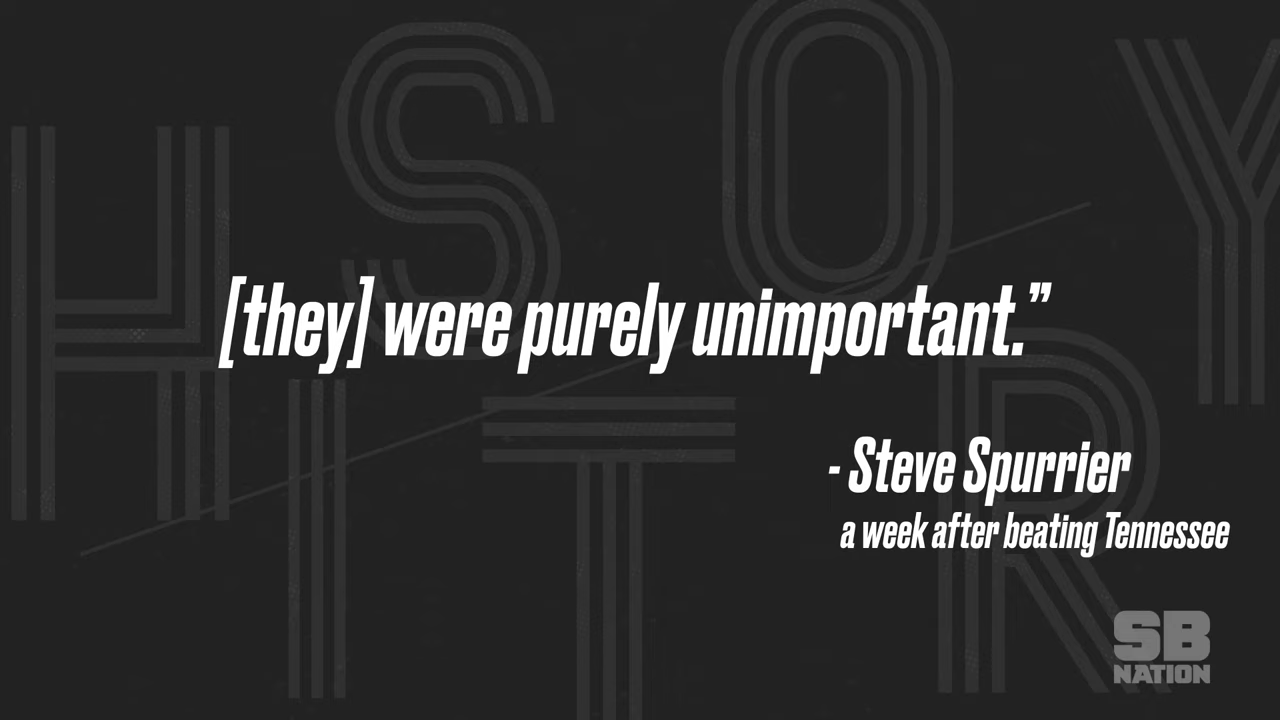 [they] were purely unimportant.”
- Steve Spurrier
a week after beating Tennessee
SB
NATION
H S O Y
I T R